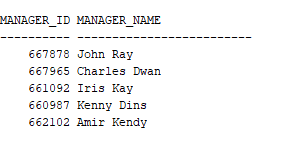 MANAGER_ID MANAGER_NAME
---------- -------------------------
667878 John Ray
667965 Charles Dwan
661092 Iris Kay
660987 Kenny Dins
662102 Amir Kendy